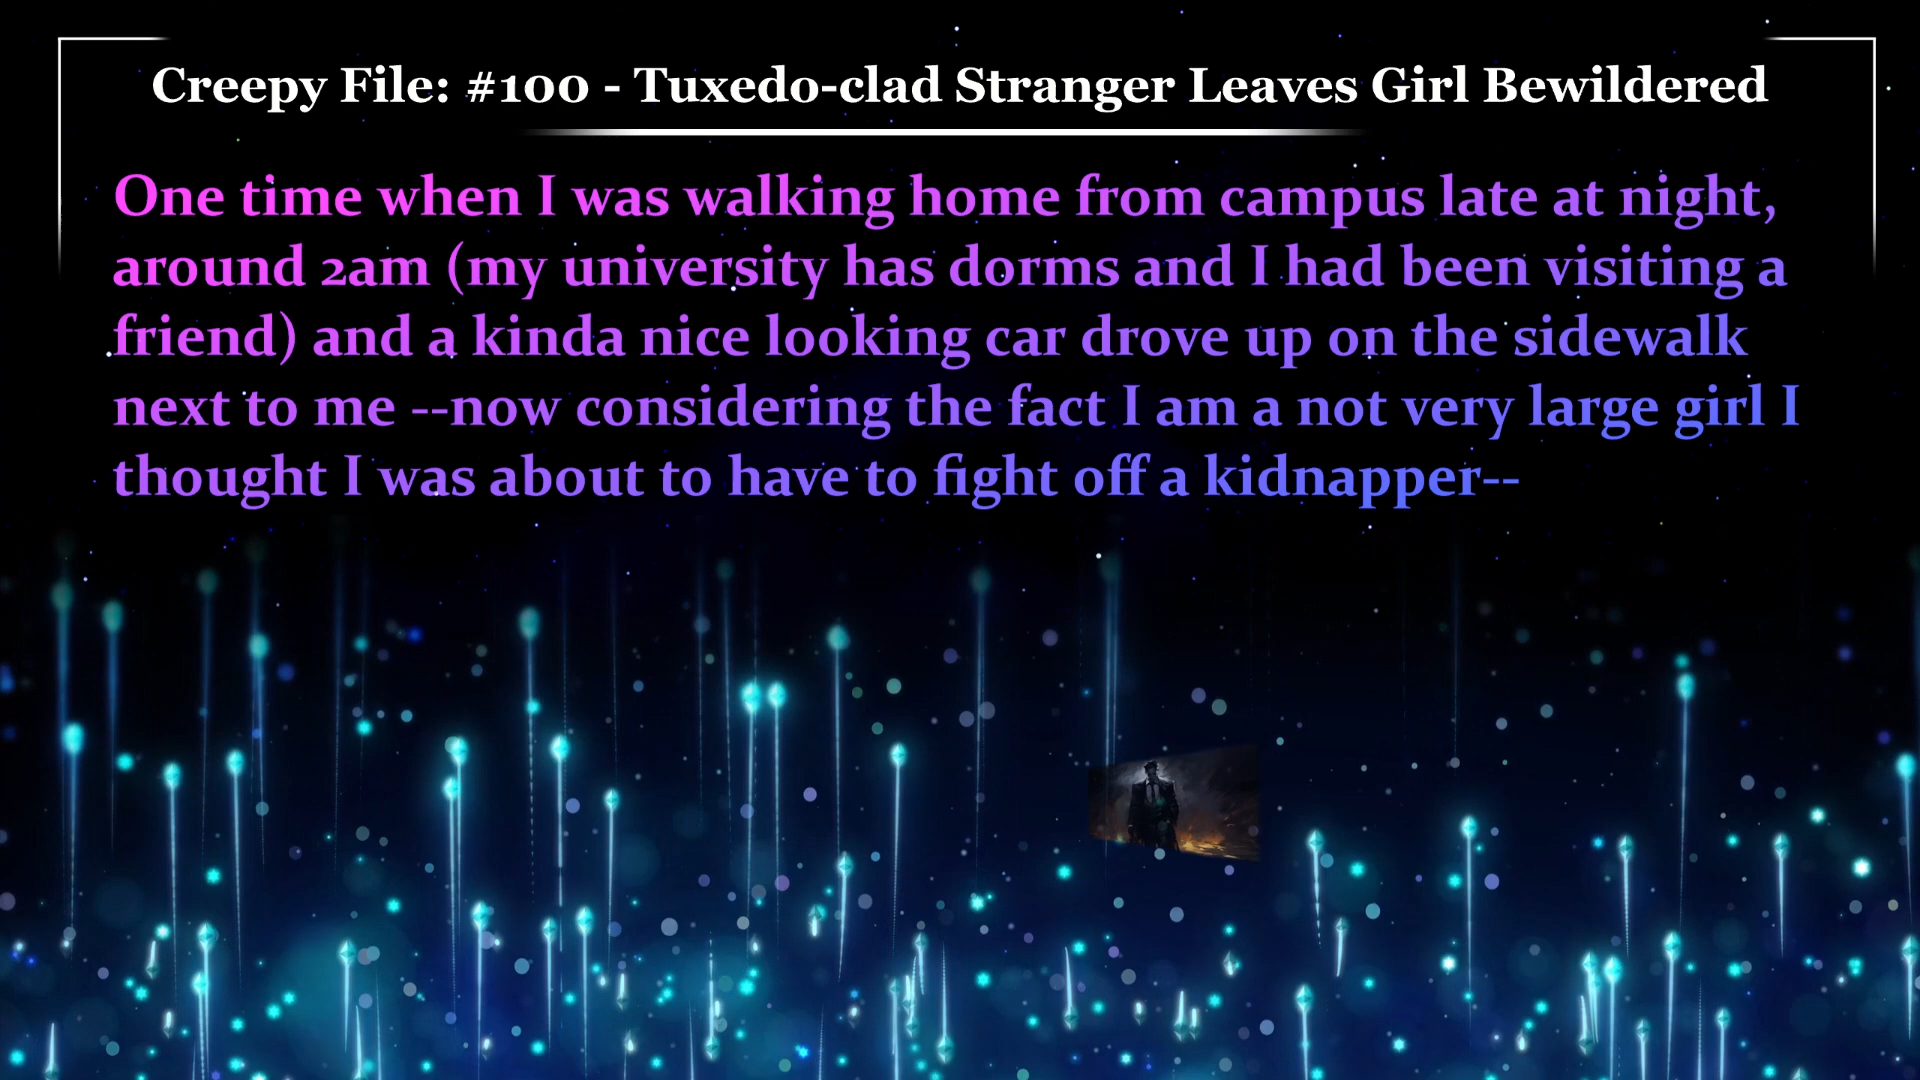 Creepy File: #100 - Tuxedo-clad Stranger Leaves Girl Bewildered
One time when I was walking home from campus late at night,
around 2am (my university has dorms and I had been visiting a
friend) and a kinda nice looking car drove up on the sidewalk
next to me --now considering the fact I am a not very large girl I
thought I was about to have to fight off a kidnapper--